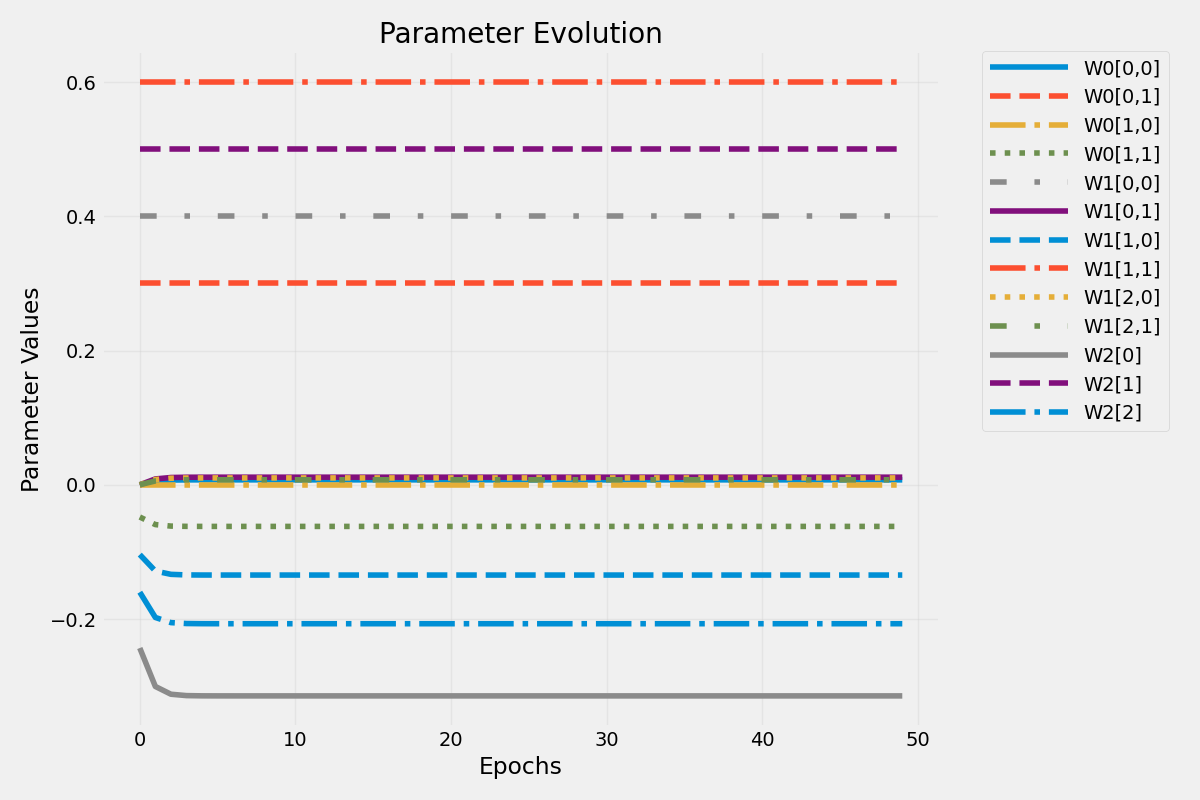 Parameter Evolution
Parameter Values
0.6
0.4
0.2
0.0
−0.2
0
10
20
30
40
50
Epochs
W0[0,0]
W0[0,1]
W0[1,0]
W0[1,1]
W1[0,0]
W1[0,1]
W1[1,0]
W1[1,1]
W1[2,0]
W1[2,1]
W2[0]
W2[1]
W2[2]